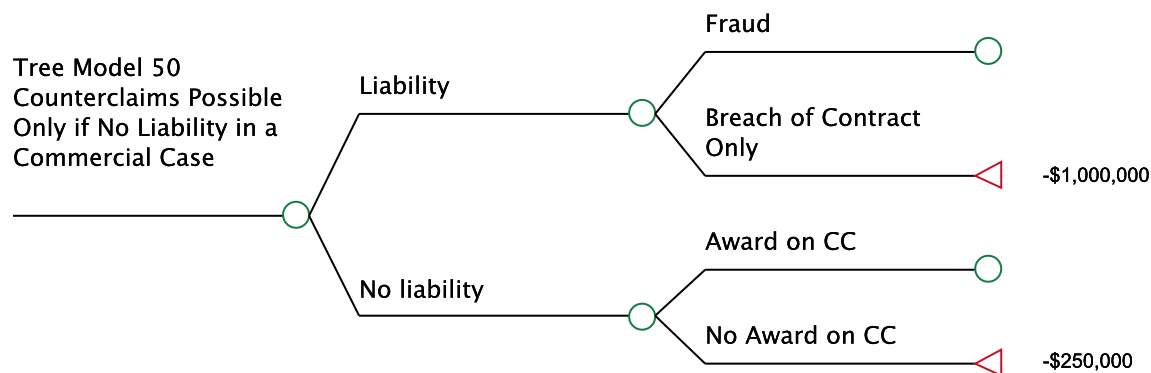 Tree Model 50
Counterclaims Possible
Only if No Liability in a
Commercial Case
Liability
Fraud
Breach of Contract
Only
-$1,000,000
No liability
Award on CC
No Award on CC
-$250,000